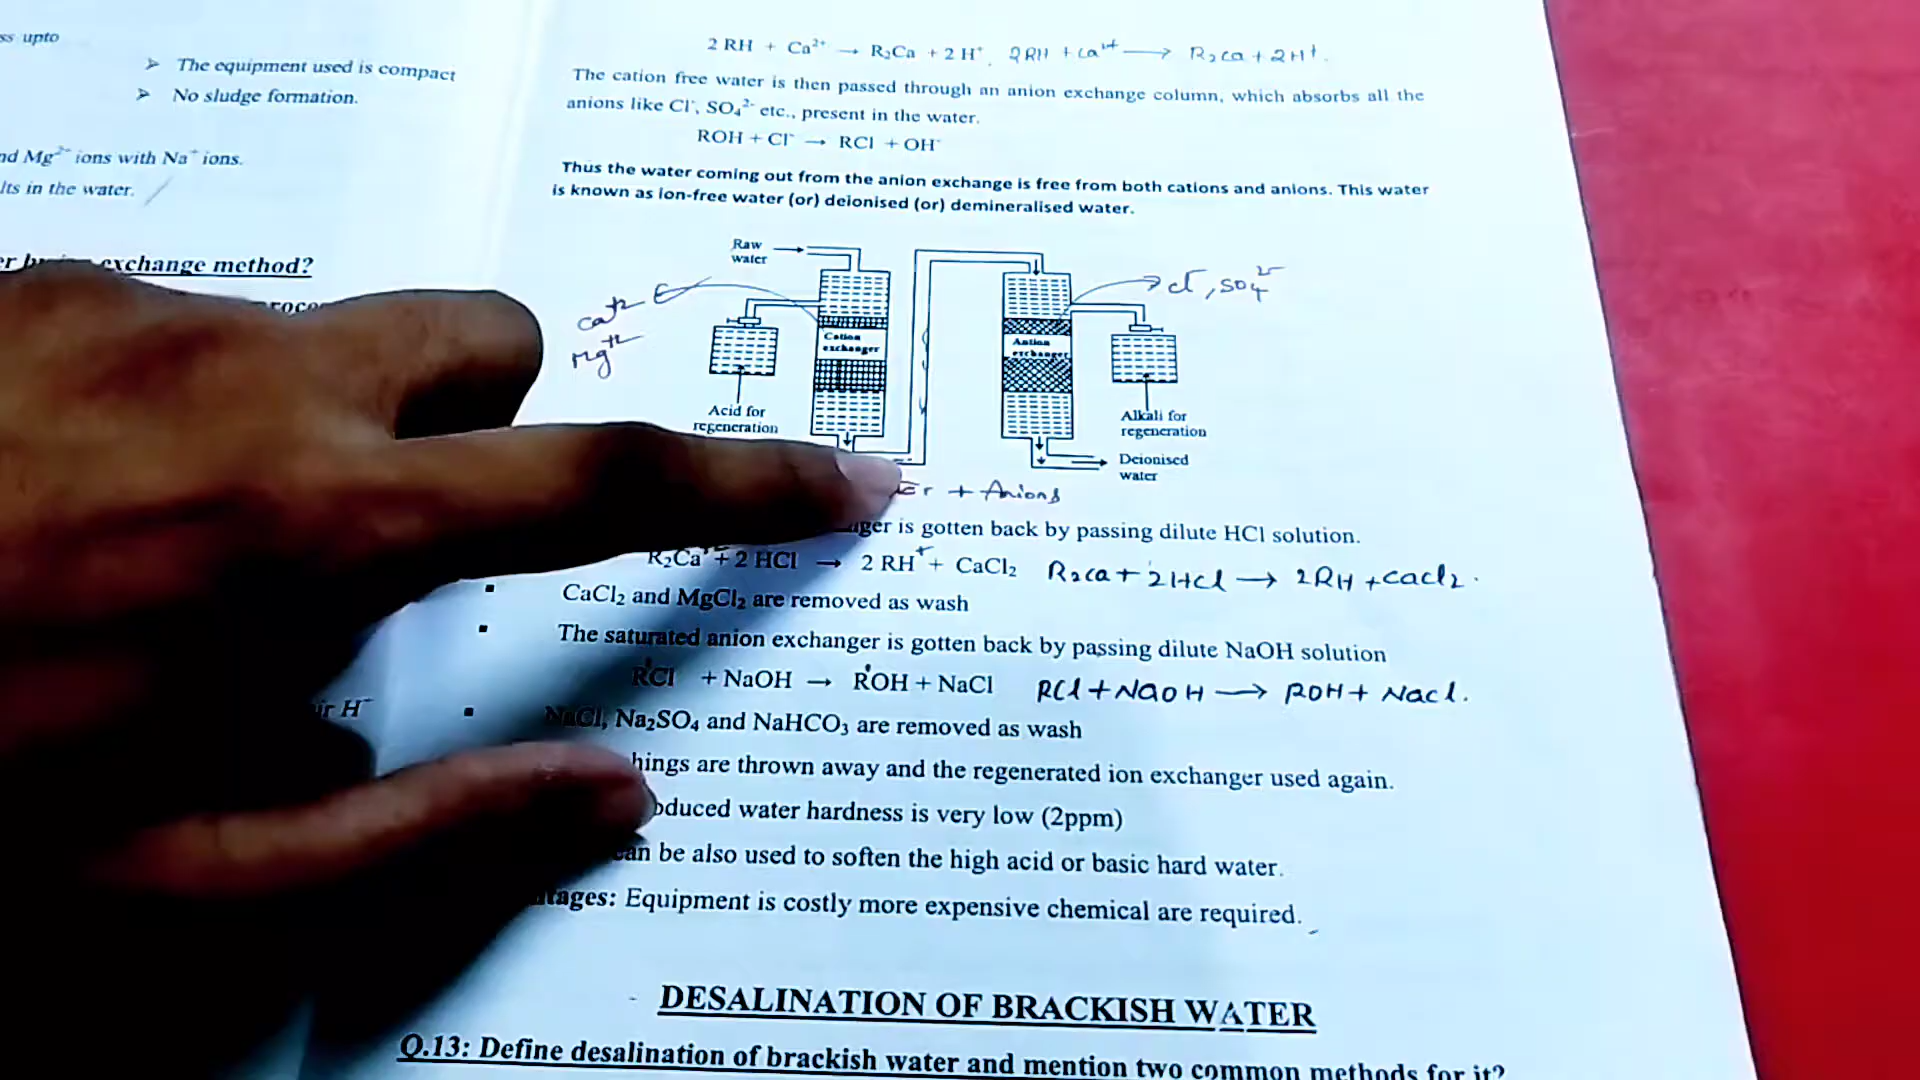 ss upto
➢ The equipment used is compact
➢ No sludge formation.
nd Mg²⁺ ions with Na⁺ ions.
lts in the water.
exchange method?
ir H⁻
2 RH + Ca²⁺ → R₂Ca + 2 H⁺. 2RH + Ca²⁺ → R₂Ca + 2H⁺.
The cation free water is then passed through an anion exchange column, which absorbs all the
anions like Cl⁻, SO₄²⁻ etc., present in the water.
ROH + Cl⁻ → RCl + OH⁻
Thus the water coming out from the anion exchange is free from both cations and anions. This water
is known as ion-free water (or) deionised (or) demineralised water.
Raw
water
Ca⁺²
Mg⁺²
Cl⁻, SO₄²⁻
Cation
exchanger
Anion
exchanger
Acid for
regeneration
Alkali for
regeneration
Deionised
water
+ Anions
is gotten back by passing dilute HCl solution.
R₂Ca⁺² + 2 HCl → 2 RH⁺ + CaCl₂ R₂Ca + 2HCl → 2RH + CaCl₂.
▪ CaCl₂ and MgCl₂ are removed as wash
▪ The saturated anion exchanger is gotten back by passing dilute NaOH solution
R'Cl + NaOH → R'OH + NaCl RCl + NaOH → ROH + NaCl.
▪ NaCl, Na₂SO₄ and NaHCO₃ are removed as wash
hings are thrown away and the regenerated ion exchanger used again.
oduced water hardness is very low (2ppm)
can be also used to soften the high acid or basic hard water.
tages: Equipment is costly more expensive chemical are required.
DESALINATION OF BRACKISH WATER
Q.13: Define desalination of brackish water and mention two common methods for it?